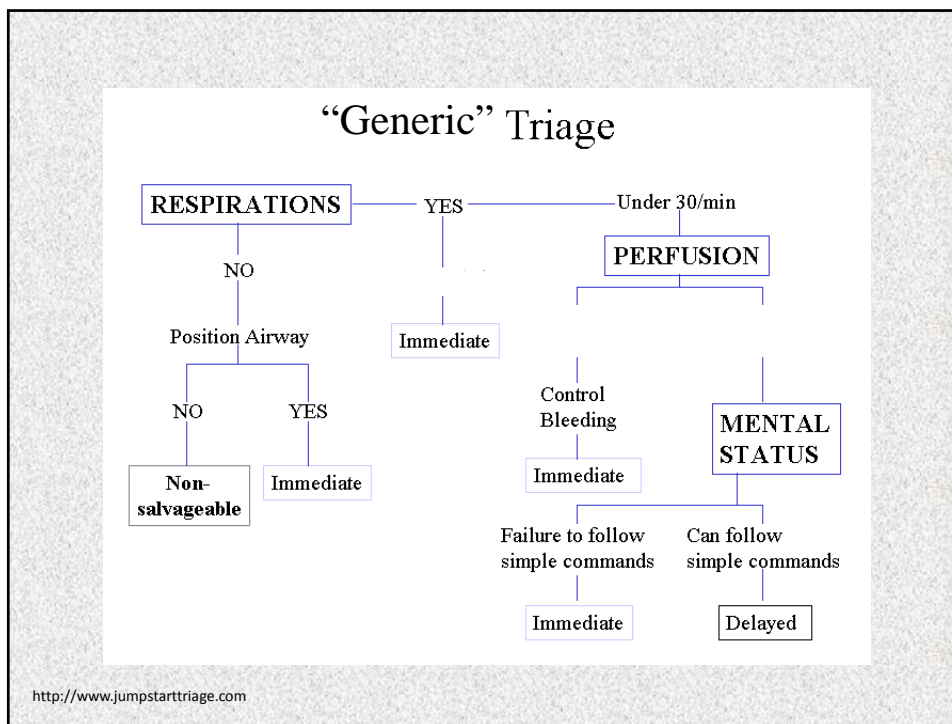 “Generic” Triage
RESPIRATIONS
YES
Under 30/min
PERFUSION
NO
Position Airway
Immediate
NO
YES
Control
Bleeding
MENTAL
STATUS
Non-
salvageable
Immediate
Immediate
Failure to follow
simple commands
Can follow
simple commands
Immediate
Delayed
http://www.jumpstarttriage.com